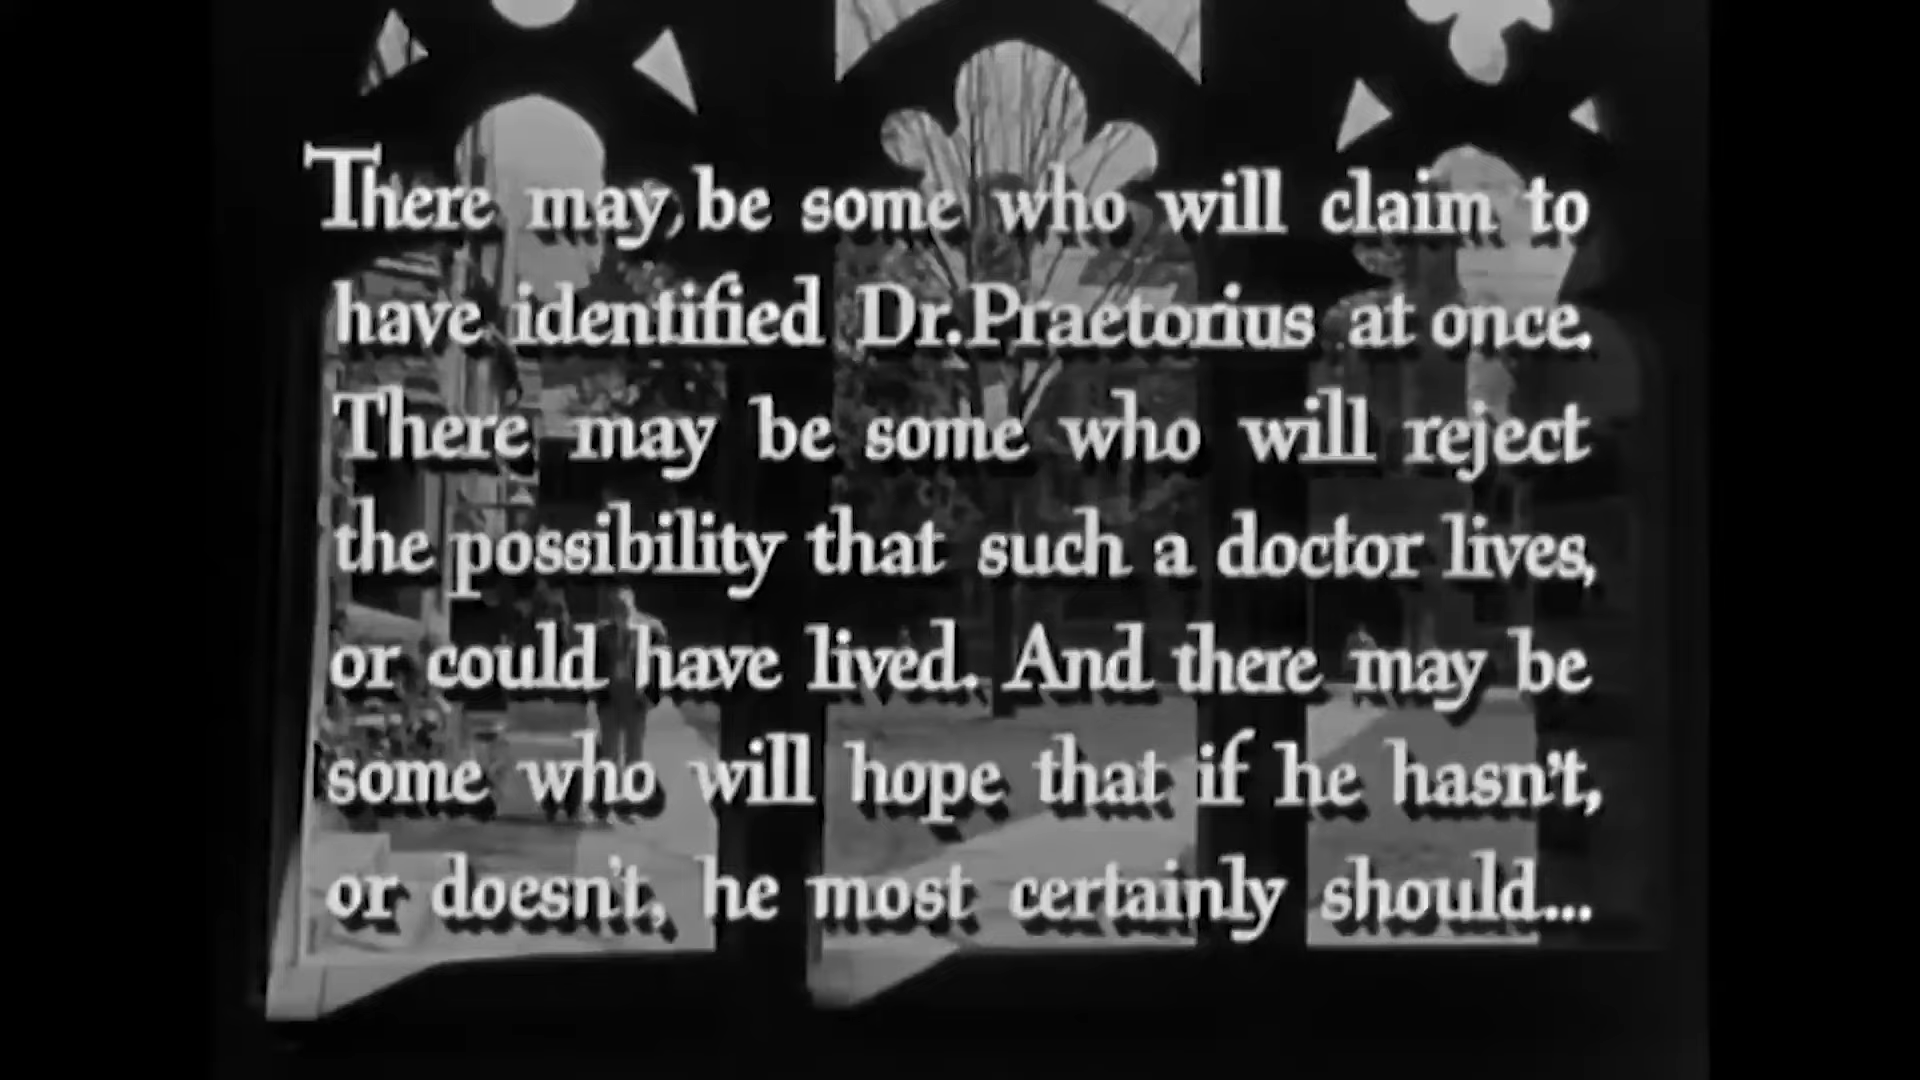 There may be some who will claim to
have identified Dr. Praetorius at once.
There may be some who will reject
the possibility that such a doctor lives,
or could have lived. And there may be
some who will hope that if he hasn't,
or doesn't, he most certainly should...